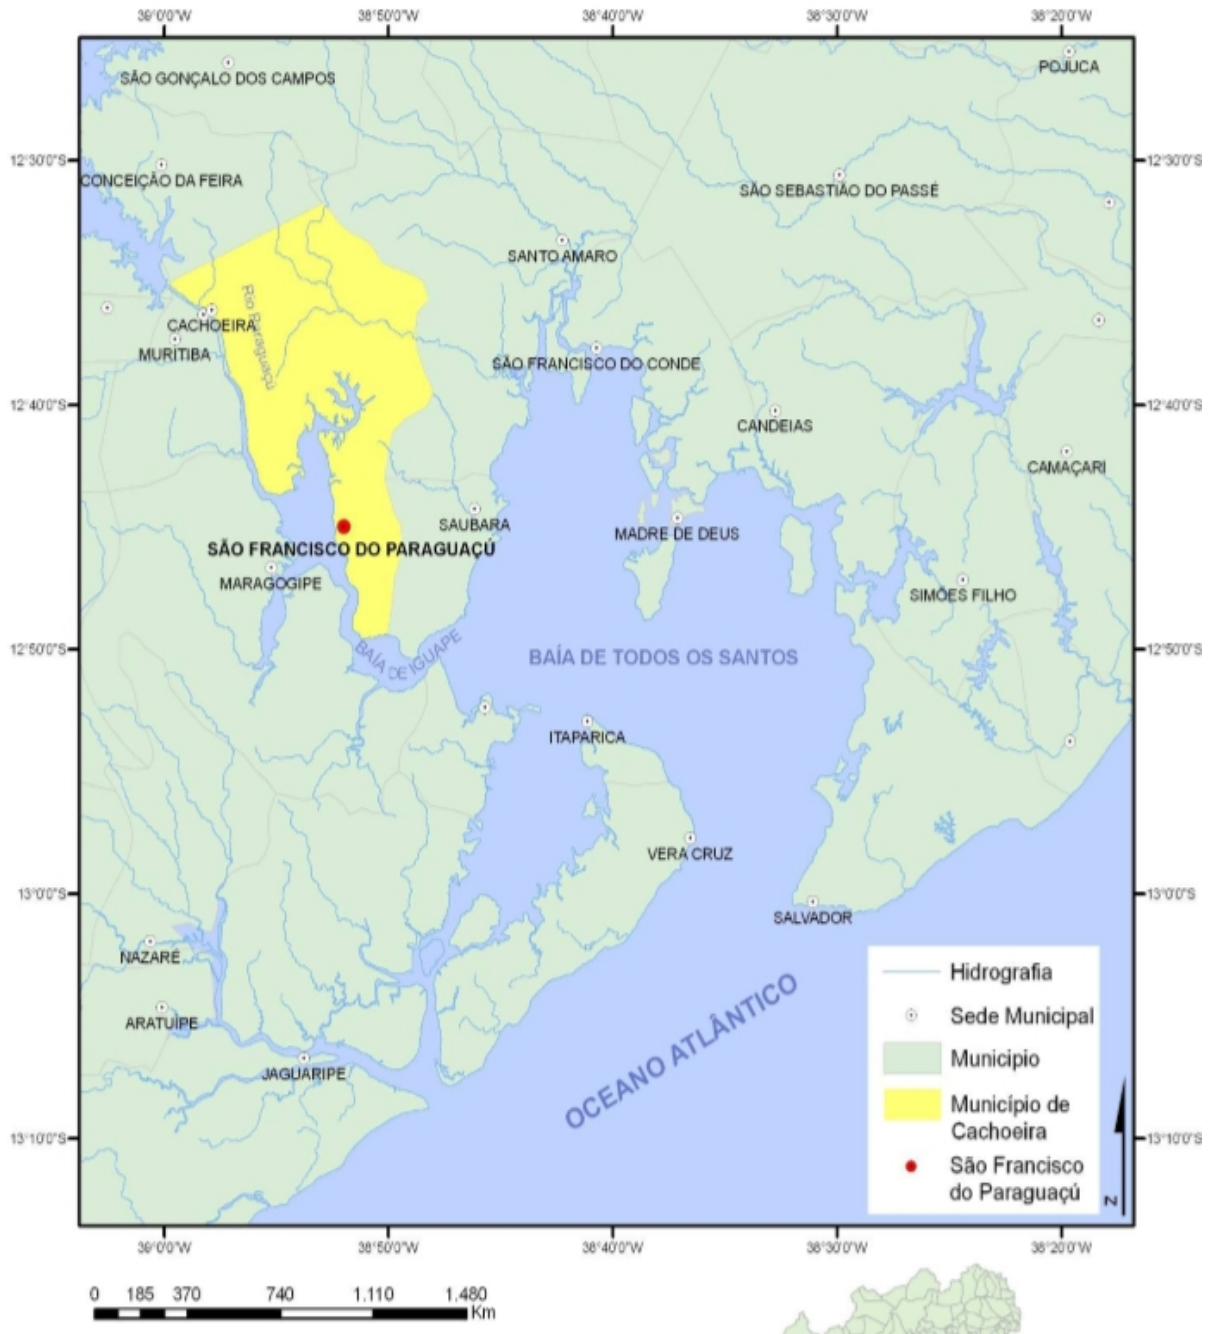 39°0'0"W 38°50'0"W 38°40'0"W 38°30'0"W 38°20'0"W
POJUCA
SÃO GONÇALO DOS CAMPOS
12°30'0"S 12°30'0"S
CONCEIÇÃO DA FEIRA
SÃO SEBASTIÃO DO PASSÉ
SANTO AMARO
Rio Paraguaçú
CACHOEIRA
MURITIBA
SÃO FRANCISCO DO CONDE
12°40'0"S 12°40'0"S
CANDEIAS
CAMAÇARI
SAUBARA
MADRE DE DEUS
SÃO FRANCISCO DO PARAGUAÇÚ
MARAGOGIPE
SIMÕES FILHO
12°50'0"S 12°50'0"S
BAÍA DE IGUAPE
BAÍA DE TODOS OS SANTOS
ITAPARICA
VERA CRUZ
13°0'0"S 13°0'0"S
SALVADOR
NAZARÉ
ARATUÍPE
JAGUARIPE
OCEANO ATLÂNTICO
Hidrografia
Sede Municipal
Municipio
Município de
Cachoeira
São Francisco
do Paraguaçú
N
13°10'0"S 13°10'0"S
39°0'0"W 38°50'0"W 38°40'0"W 38°30'0"W 38°20'0"W
0 185 370 740 1.110 1.480
Km